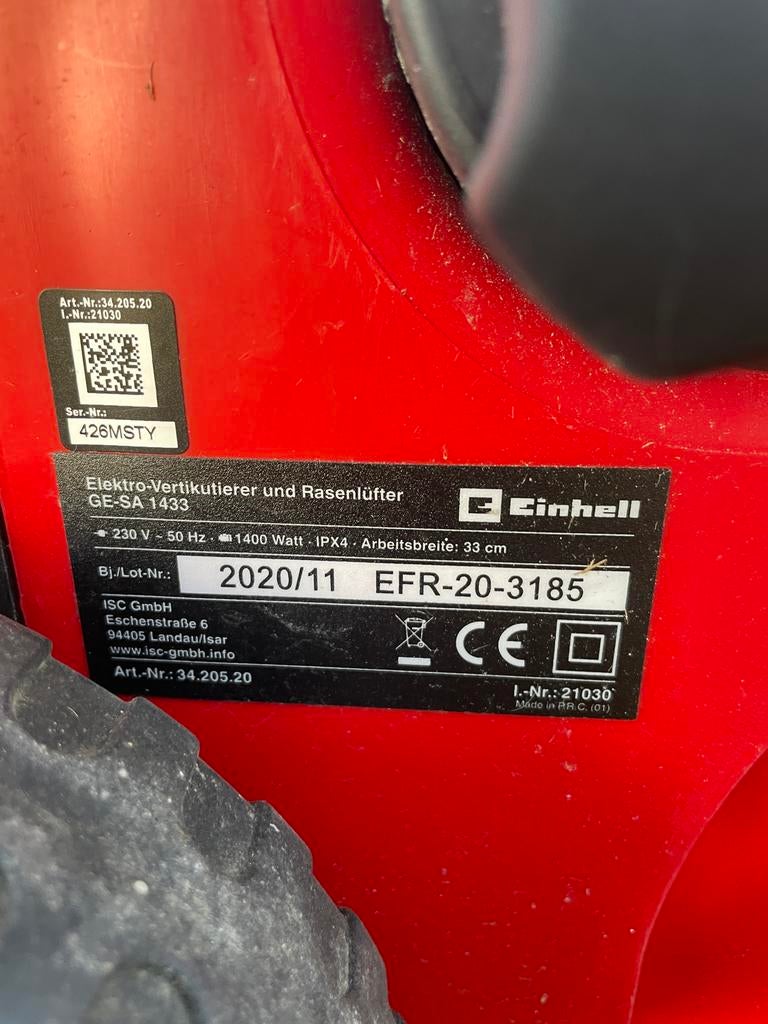 Art.-Nr.:34.205.20
I.-Nr.:21030
Ser.-Nr.:
426MSTY
Elektro-Vertikutierer und Rasenlüfter
GE-SA 1433
Einhell
230 V ~ 50 Hz · 1400 Watt · IPX4 · Arbeitsbreite: 33 cm
Bj./Lot-Nr.: 2020/11 EFR-20-3185
ISC GmbH
Eschenstraße 6
94405 Landau/Isar
www.isc-gmbh.info
CE
Art.-Nr.: 34.205.20
I.-Nr.: 21030
Made in P.R.C. (01)